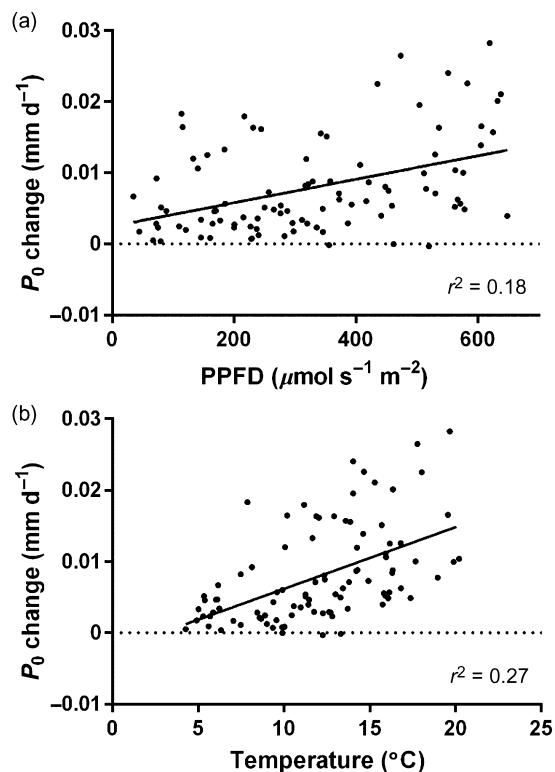 (a)
0.03
0.02
0.01
0
–0.01
P₀ change (mm d⁻¹)
r² = 0.18
0 200 400 600
PPFD (μmol s⁻¹ m⁻²)
(b)
0.03
0.02
0.01
0
–0.01
P₀ change (mm d⁻¹)
r² = 0.27
0 5 10 15 20 25
Temperature (°C)